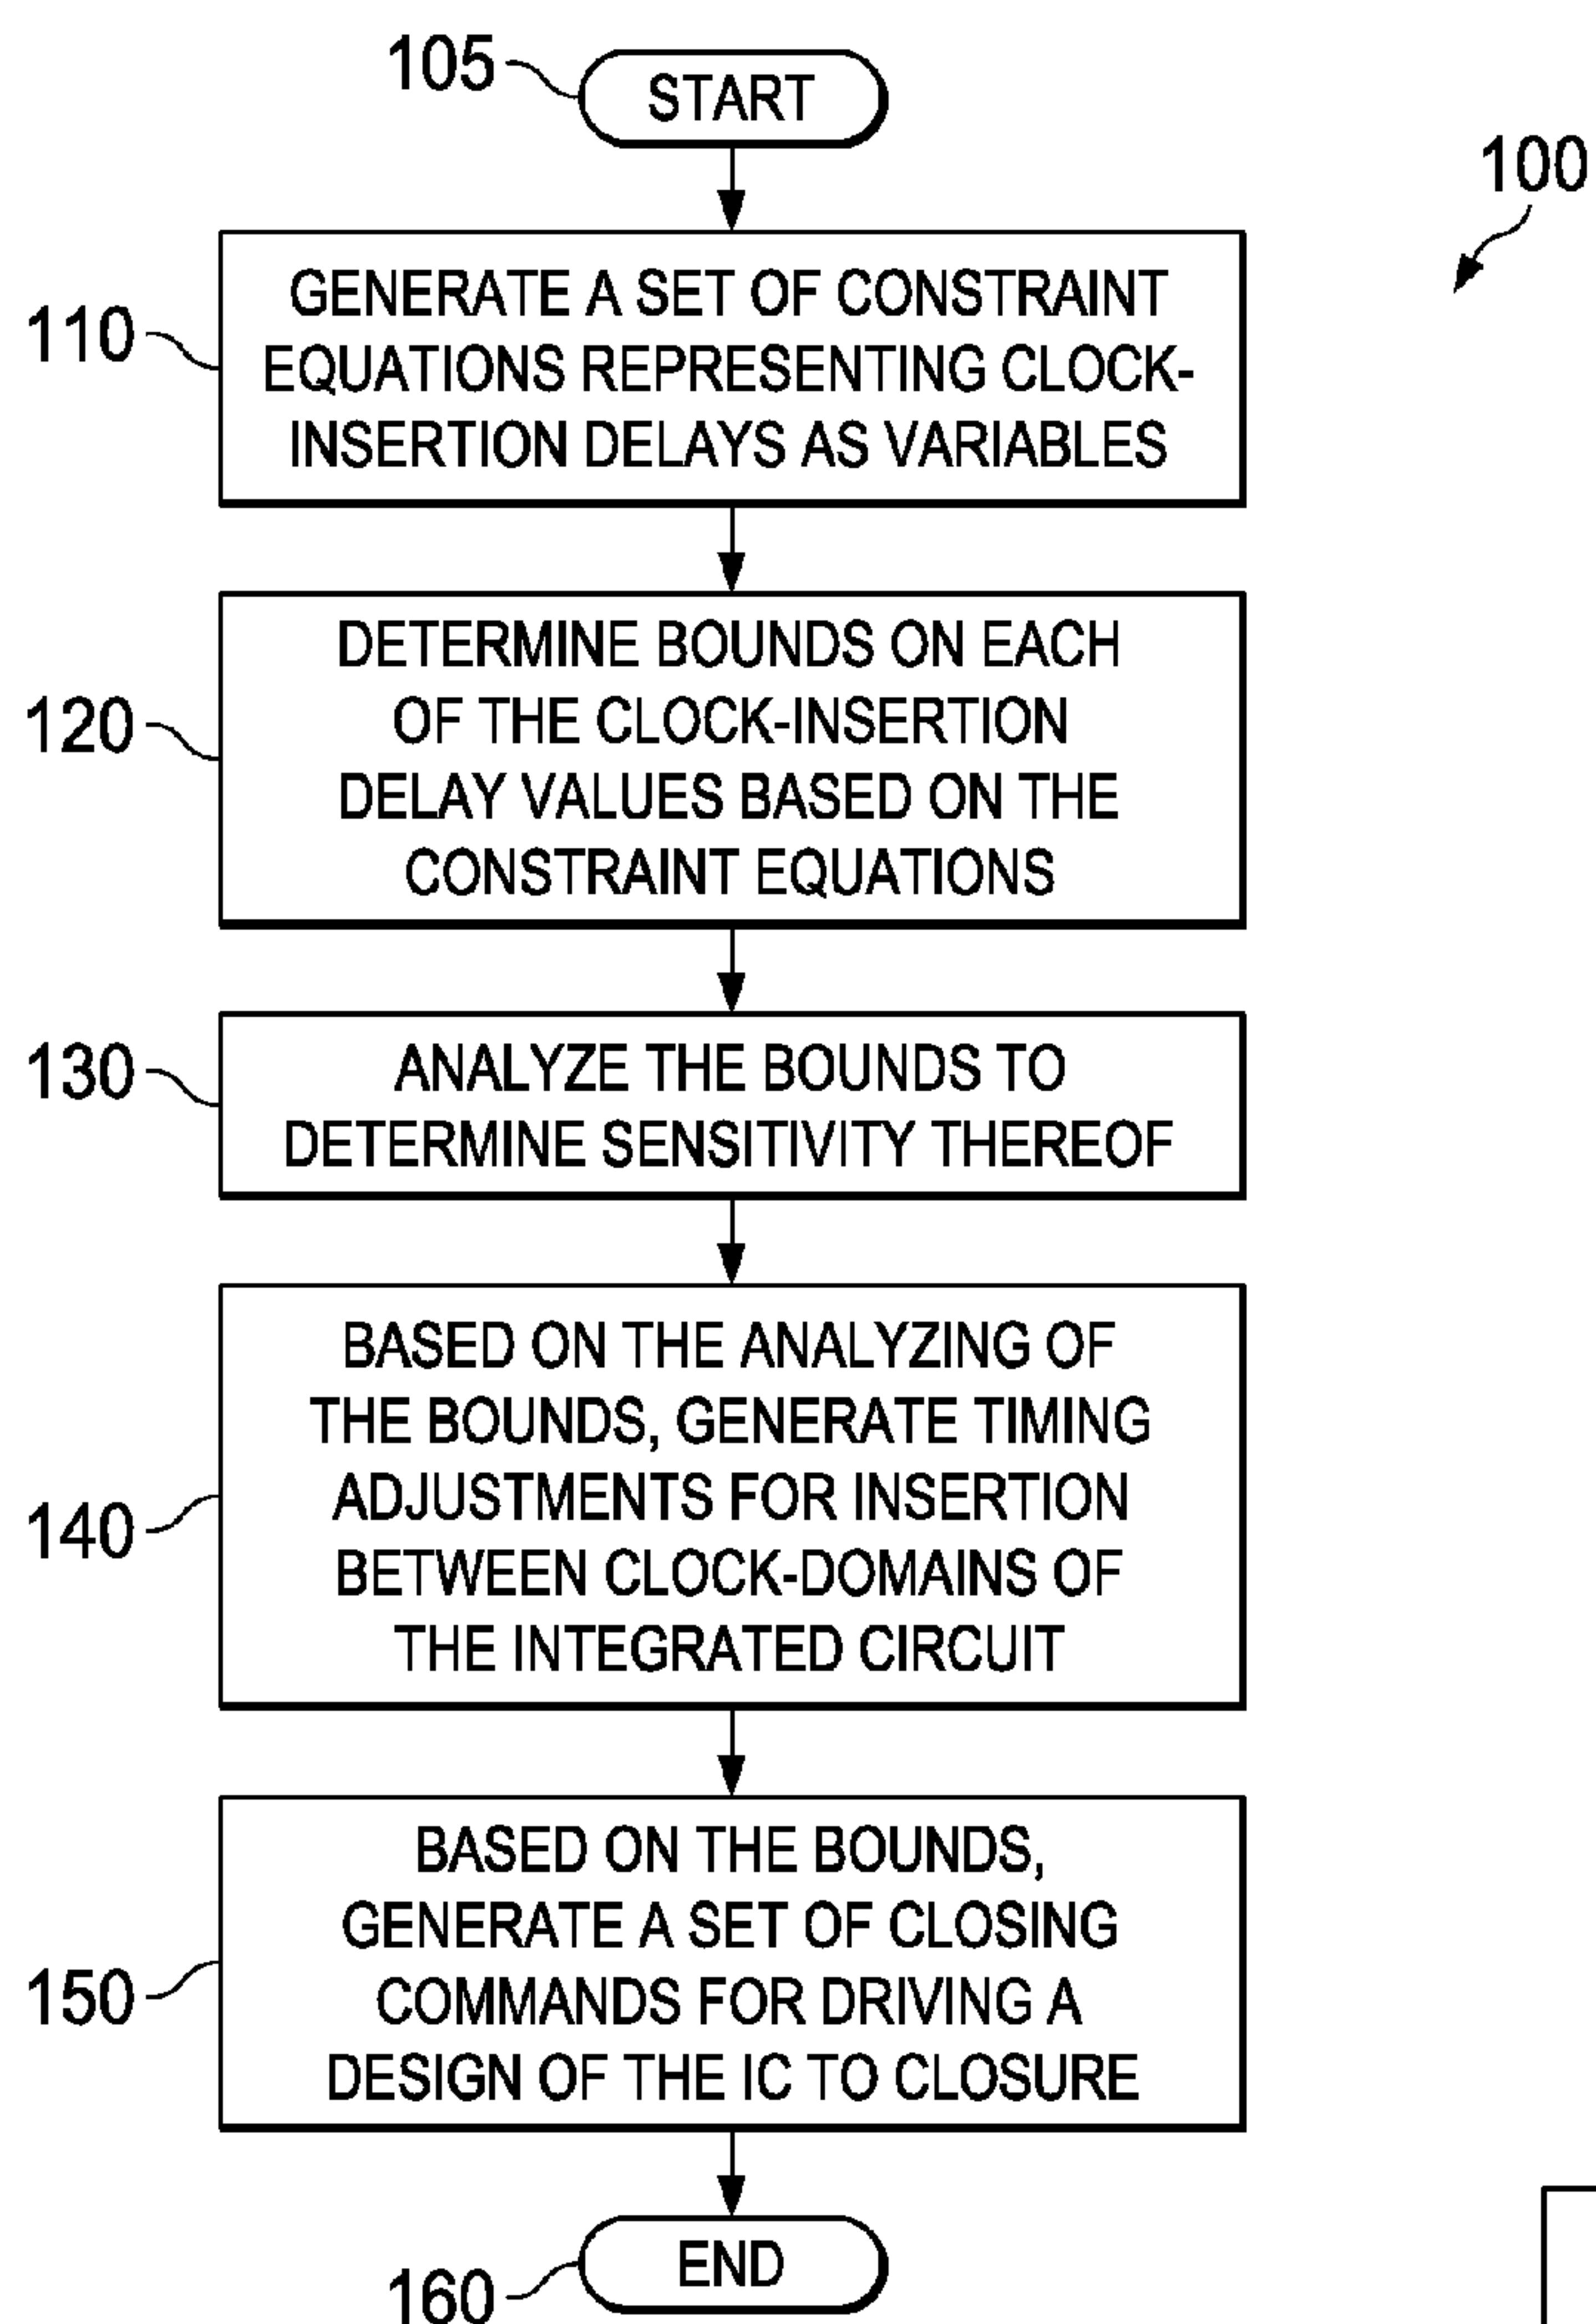 105
START
100
110
GENERATE A SET OF CONSTRAINT
EQUATIONS REPRESENTING CLOCK-
INSERTION DELAYS AS VARIABLES
120
DETERMINE BOUNDS ON EACH
OF THE CLOCK-INSERTION
DELAY VALUES BASED ON THE
CONSTRAINT EQUATIONS
130
ANALYZE THE BOUNDS TO
DETERMINE SENSITIVITY THEREOF
140
BASED ON THE ANALYZING OF
THE BOUNDS, GENERATE TIMING
ADJUSTMENTS FOR INSERTION
BETWEEN CLOCK-DOMAINS OF
THE INTEGRATED CIRCUIT
150
BASED ON THE BOUNDS,
GENERATE A SET OF CLOSING
COMMANDS FOR DRIVING A
DESIGN OF THE IC TO CLOSURE
160
END